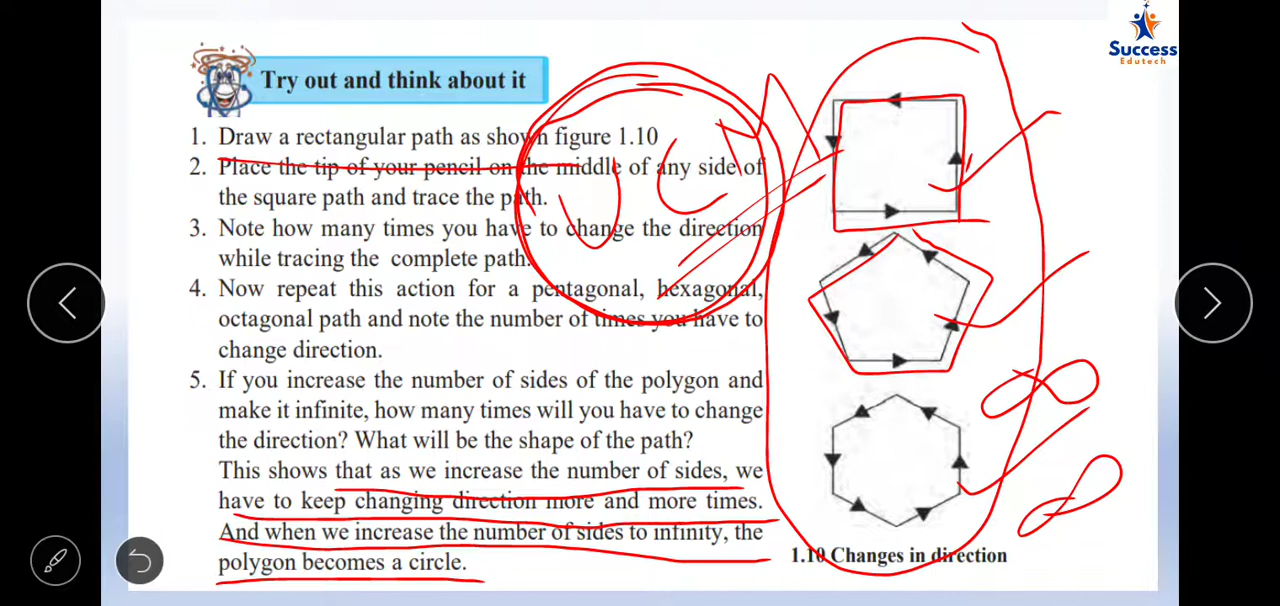 Success
Edutech
Try out and think about it
1. Draw a rectangular path as shown figure 1.10
2. Place the tip of your pencil on the middle of any side of
the square path and trace the path.
3. Note how many times you have to change the direction
while tracing the complete path.
4. Now repeat this action for a pentagonal, hexagonal,
octagonal path and note the number of times you have to
change direction.
5. If you increase the number of sides of the polygon and
make it infinite, how many times will you have to change
the direction? What will be the shape of the path?
This shows that as we increase the number of sides, we
have to keep changing direction more and more times.
And when we increase the number of sides to infinity, the
polygon becomes a circle.
UCM
∞
∞
1.10 Changes in direction